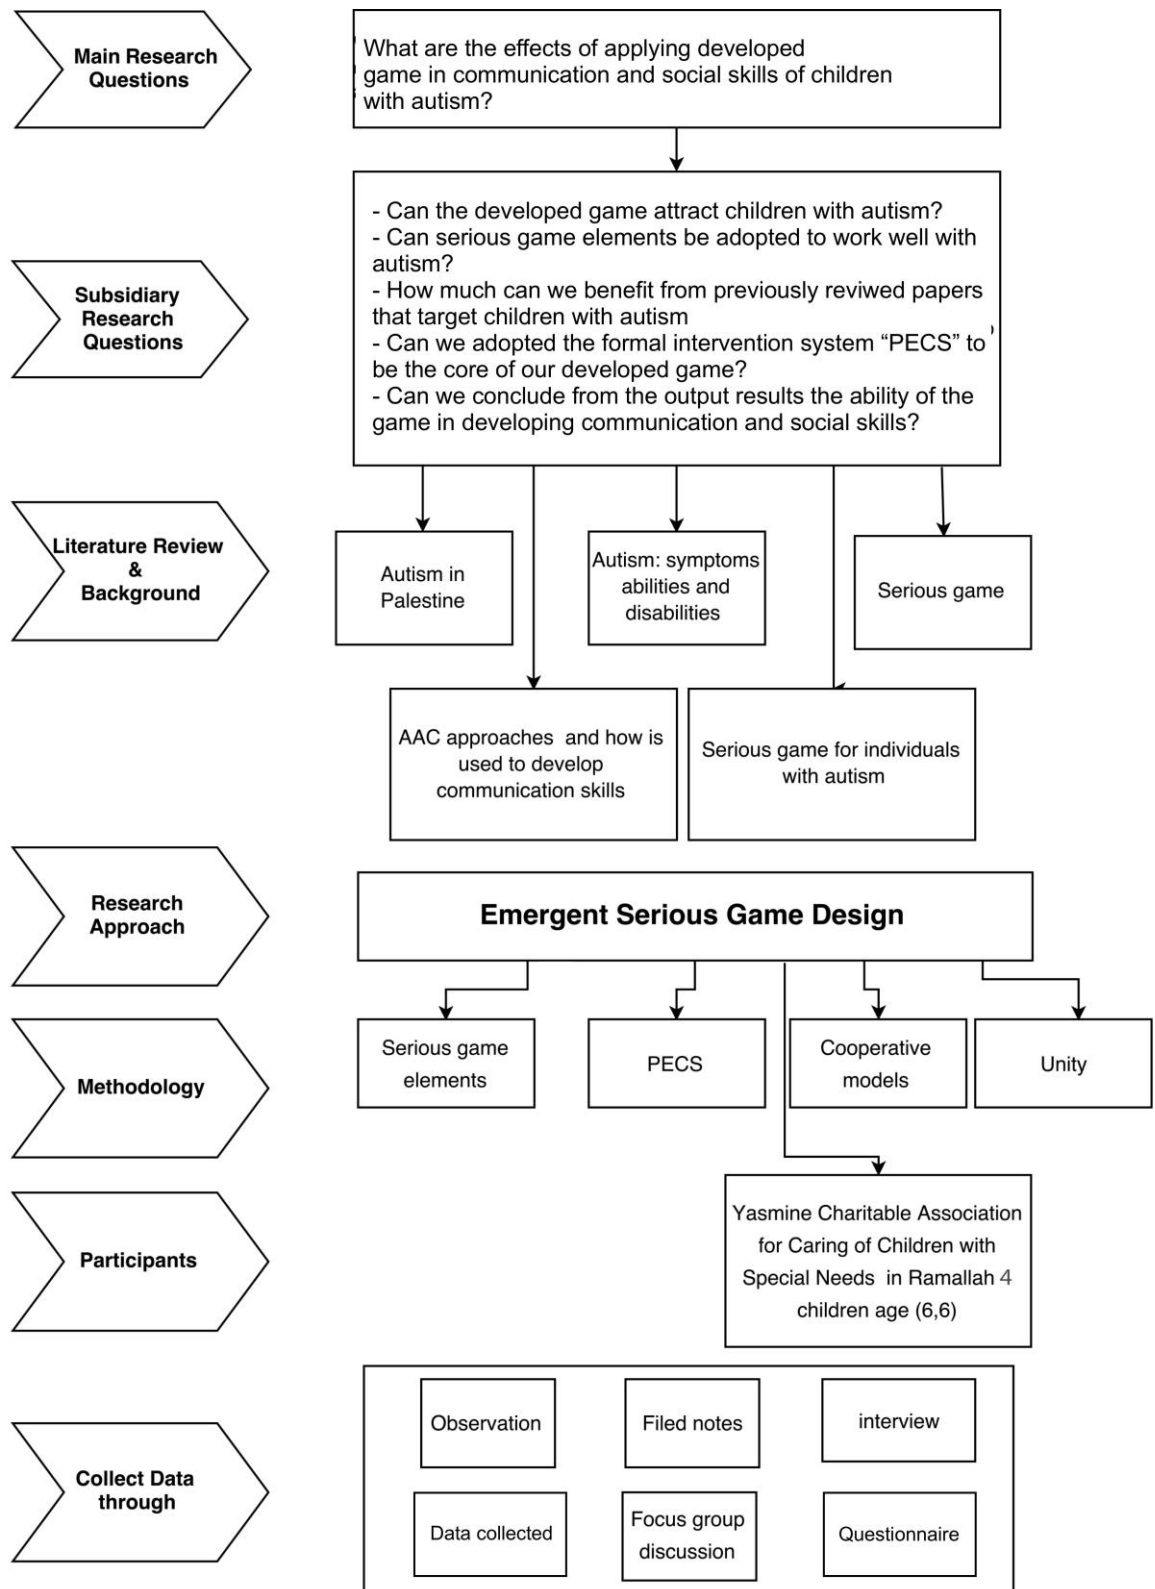 Main Research
Questions
What are the effects of applying developed
game in communication and social skills of children
with autism?
Subsidiary
Research
Questions
- Can the developed game attract children with autism?
- Can serious game elements be adopted to work well with
autism?
- How much can we benefit from previously reviwed papers
that target children with autism
- Can we adopted the formal intervention system “PECS” to
be the core of our developed game?
- Can we conclude from the output results the ability of the
game in developing communication and social skills?
Literature Review
&
Background
Autism in
Palestine
Autism: symptoms
abilities and
disabilities
Serious game
AAC approaches and how is
used to develop
communication skills
Serious game for individuals
with autism
Research
Approach
Emergent Serious Game Design
Methodology
Serious game
elements
PECS
Cooperative
models
Unity
Participants
Yasmine Charitable Association
for Caring of Children with
Special Needs in Ramallah 4
children age (6,6)
Collect Data
through
Observation
Filed notes
interview
Data collected
Focus group
discussion
Questionnaire